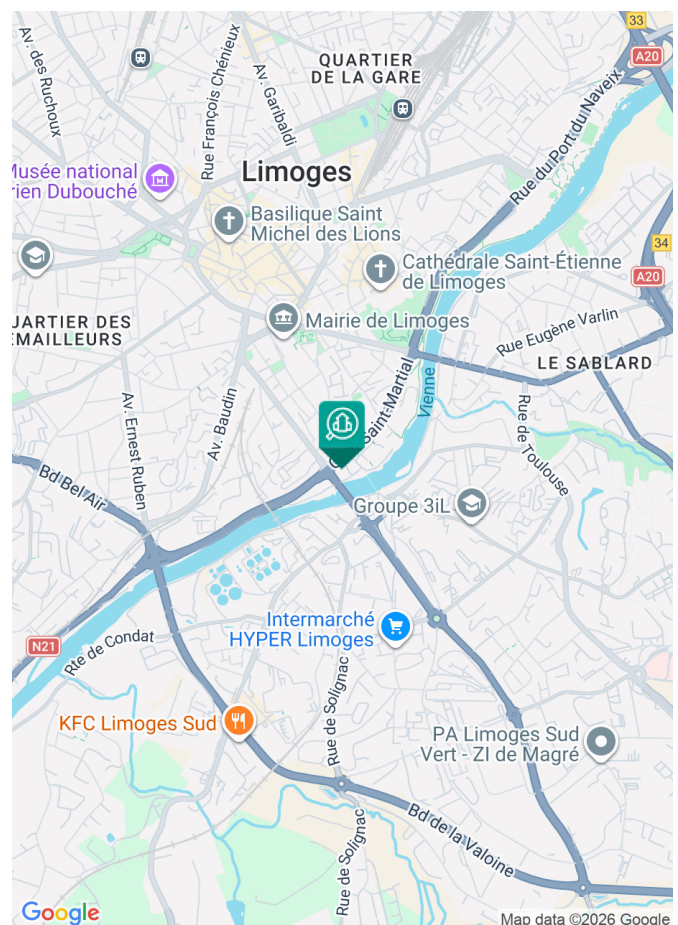 33
A20
QUARTIER
DE LA GARE
Av. des Ruchoux
Rue François Chénieux
Av. Garibaldi
Rue du Port du Naveix
Musée national
rien Dubouché
Limoges
Basilique Saint
Michel des Lions
34
A20
Cathédrale Saint-Étienne
de Limoges
UARTIER DES
EMAILLEURS
Mairie de Limoges
Rue Eugène Varlin
LE SABLARD
Vienne
Saint-Martial
Av. Ernest Ruben
Av. Baudin
Rue de Toulouse
Bd Bel Air
Groupe 3iL
Intermarché
HYPER Limoges
N21
Rte de Condat
Rue de Solignac
KFC Limoges Sud
PA Limoges Sud
Vert - ZI de Magré
Bd de la Valoine
Rue de Solignac
Google
Map data ©2026 Google